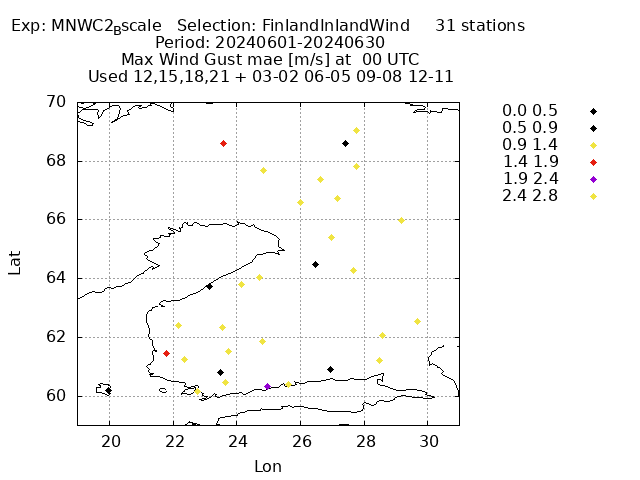 Exp: MNWC2Bscale Selection: FinlandInlandWind 31 stations
Period: 20240601-20240630
Max Wind Gust mae [m/s] at 00 UTC
Used 12,15,18,21 + 03-02 06-05 09-08 12-11
70
68
66
64
62
60
Lat
20 22 24 26 28 30
Lon
0.0 0.5
0.5 0.9
0.9 1.4
1.4 1.9
1.9 2.4
2.4 2.8